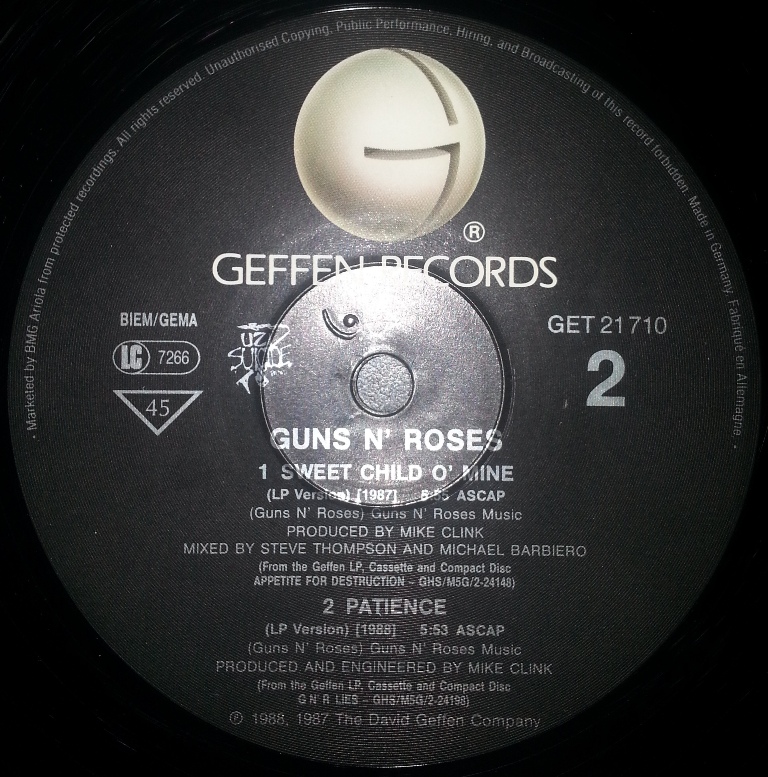 Marketed by BMG Ariola from protected recordings. All rights reserved. Unauthorised Copying, Public Performance, Hiring, and Broadcasting of this record forbidden. Made in Germany. Fabriqué en Allemagne
®
GEFFEN RECORDS
BIEM/GEMA
LC 7266
45
UZI
SUICIDE
GET 21 710
2
GUNS N' ROSES
1 SWEET CHILD O' MINE
(LP Version) [1987] 5:55 ASCAP
(Guns N' Roses) Guns N' Roses Music
PRODUCED BY MIKE CLINK
MIXED BY STEVE THOMPSON AND MICHAEL BARBIERO
(From the Geffen LP, Cassette and Compact Disc
APPETITE FOR DESTRUCTION – GHS/M5G/2-24148)
2 PATIENCE
(LP Version) [1988] 5:53 ASCAP
(Guns N' Roses) Guns N' Roses Music
PRODUCED AND ENGINEERED BY MIKE CLINK
(From the Geffen LP, Cassette and Compact Disc
G N' R LIES – GHS/M5G/2-24198)
℗ 1988, 1987 The David Geffen Company